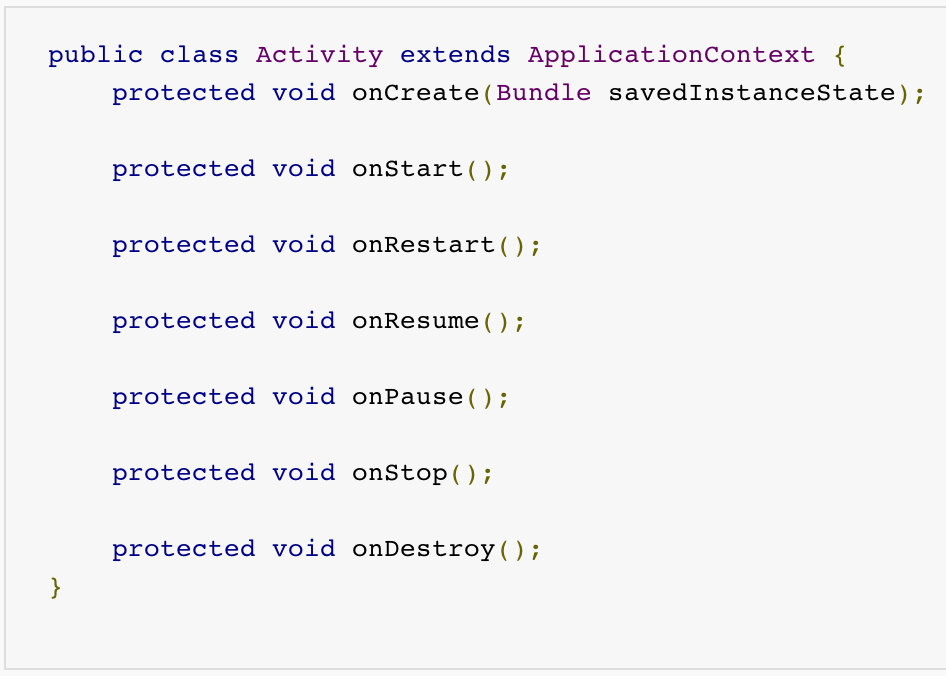 public class Activity extends ApplicationContext {
    protected void onCreate(Bundle savedInstanceState);
    protected void onStart();
    protected void onRestart();
    protected void onResume();
    protected void onPause();
    protected void onStop();
    protected void onDestroy();
}